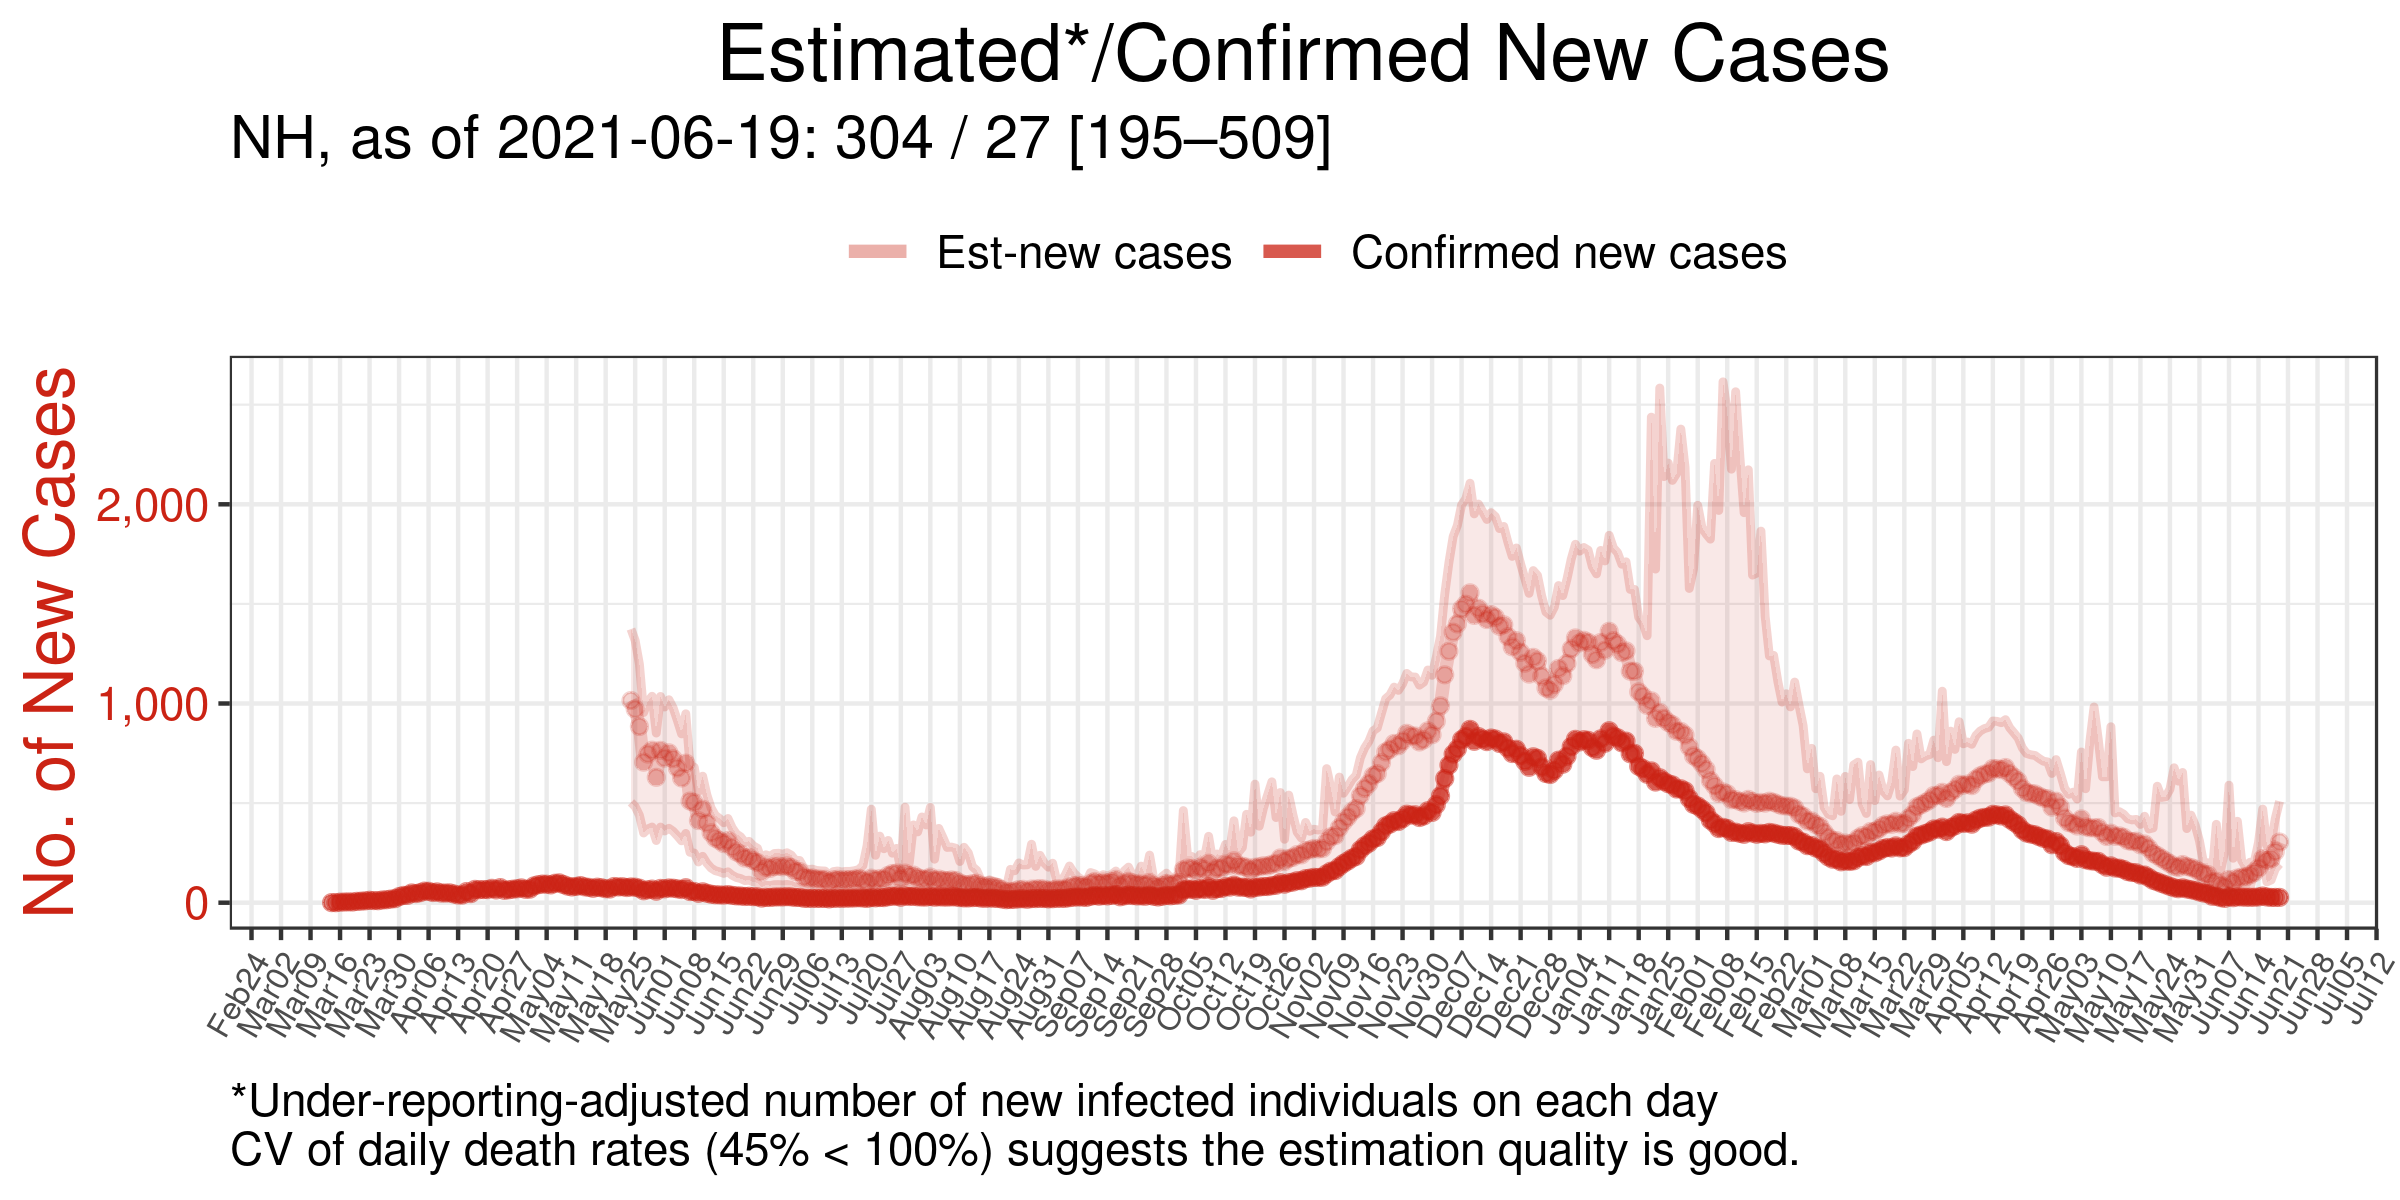 Estimated*/Confirmed New Cases
NH, as of 2021-06-19: 304 / 27 [195–509]
Est-new cases
Confirmed new cases
No. of New Cases
2,000
1,000
0
Feb24
Mar02
Mar09
Mar16
Mar23
Mar30
Apr06
Apr13
Apr20
Apr27
May04
May11
May18
May25
Jun01
Jun08
Jun15
Jun22
Jun29
Jul06
Jul13
Jul20
Jul27
Aug03
Aug10
Aug17
Aug24
Aug31
Sep07
Sep14
Sep21
Sep28
Oct05
Oct12
Oct19
Oct26
Nov02
Nov09
Nov16
Nov23
Nov30
Dec07
Dec14
Dec21
Dec28
Jan04
Jan11
Jan18
Jan25
Feb01
Feb08
Feb15
Feb22
Mar01
Mar08
Mar15
Mar22
Mar29
Apr05
Apr12
Apr19
Apr26
May03
May10
May17
May24
May31
Jun07
Jun14
Jun21
Jun28
Jul05
Jul12
*Under-reporting-adjusted number of new infected individuals on each day
CV of daily death rates (45% < 100%) suggests the estimation quality is good.